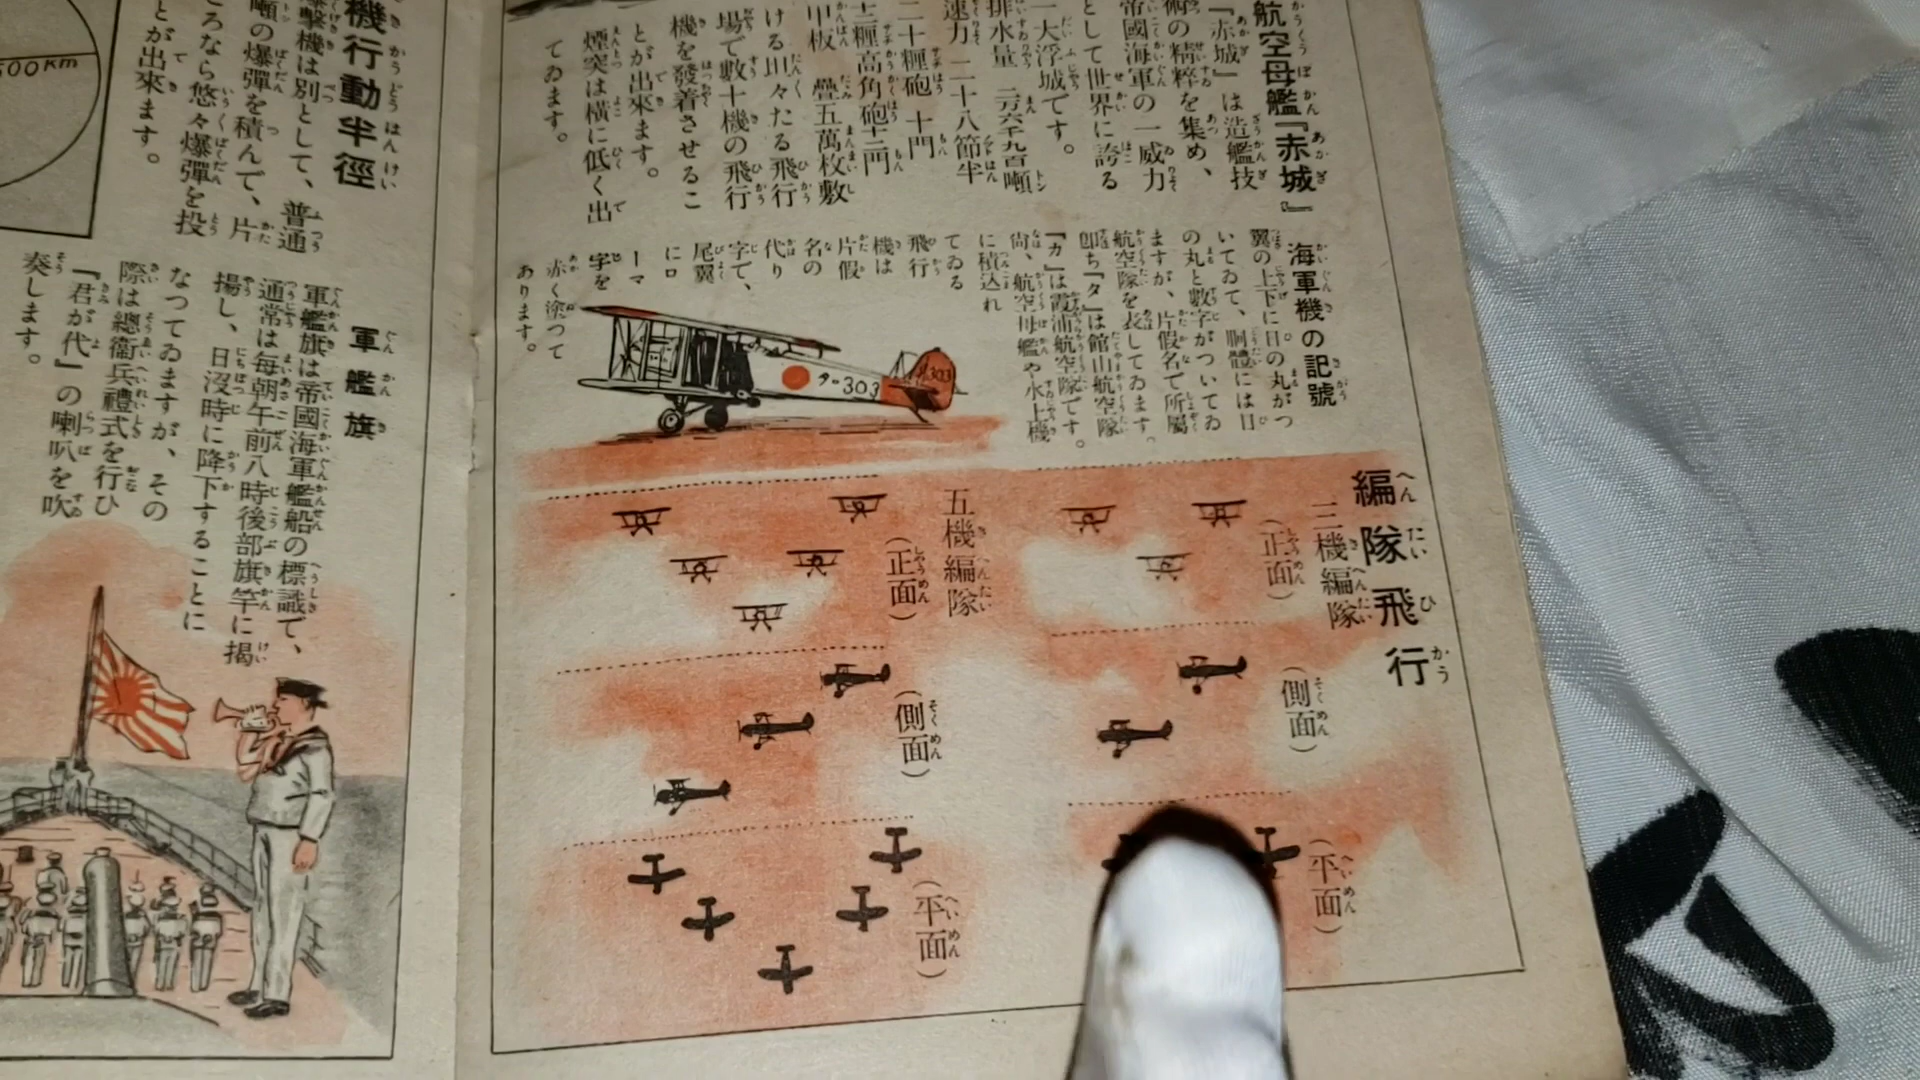 航空母艦『赤城』
『赤城』は造艦技
術の精粹を集め、
帝國海軍の一威力
として世界に誇る
一大浮城です。
排水量 二万六千九百噸
速力 二十八節半
二十糎砲 十門
十二糎高角砲十二門
甲板 疊五萬枚敷
ける坦々たる飛行
場で數十機の飛行
機を發着させるこ
とが出來ます。
煙突は橫に低く出
てゐます。
海軍機の記號
翼の上下に日の丸がつ
いてゐて、胴體には日
の丸と數字がついてゐ
ますが、片假名で所屬
航空隊を表してゐます。
卽ち『タ』は館山航空隊
『カ』は霞浦航空隊です。
尚、航空母艦や水上機
に積込れ
てゐる
飛行
機は
片假
名の
代り
字で、
尾翼
にロ
ーマ
字を
赤く塗つて
あります。
タ-303
303
編隊飛行
三機編隊
(正面)
(側面)
(平面)
五機編隊
(正面)
(側面)
(平面)
機行動半徑
爆擊機は別として、普通
噸の爆彈を積んで、片
ころなら悠々爆彈を投
とが出來ます。
500Km
軍艦旗
軍艦旗は帝國海軍艦船の標識で、
通常は每朝午前八時後部旗竿に揭
揚し、日沒時に降下することに
なつてゐますが、その
際は總衞兵禮式を行ひ
『君が代』の喇叭を吹
奏します。